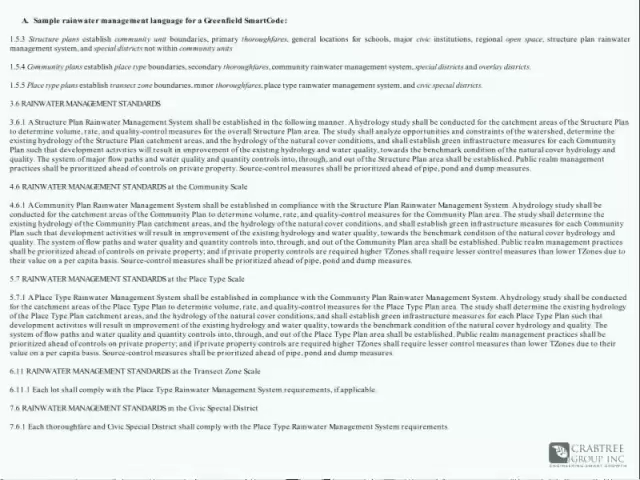 A. Sample rainwater management language for a Greenfield SmartCode:
1.5.3 Structure plans establish community unit boundaries, primary thoroughfares, general locations for schools, major civic institutions, regional open space, structure plan rainwater
management system, and special districts not within community units
1.5.4 Community plans establish place type boundaries, secondary thoroughfares, community rainwater management system, special districts and overlay districts.
1.5.5 Place type plans establish transect zone boundaries, minor thoroughfares, place type rainwater management system, and civic special districts.
3.6 RAINWATER MANAGEMENT STANDARDS
3.6.1 A Structure Plan Rainwater Management System shall be established in the following manner. A hydrology study shall be conducted for the catchment areas of the Structure Plan
to determine volume, rate, and quality-control measures for the overall Structure Plan area. The study shall analyze opportunities and constraints of the watershed, determine the
existing hydrology of the Structure Plan catchment areas, and the hydrology of the natural cover conditions, and shall establish green infrastructure measures for each Community
Plan such that development activities will result in improvement of the existing hydrology and water quality, towards the benchmark condition of the natural cover hydrology and
quality. The system of major flow paths and water quality and quantity controls into, through, and out of the Structure Plan area shall be established. Public realm management
practices shall be prioritized ahead of controls on private property. Source-control measures shall be prioritized ahead of pipe, pond and dump measures.
4.6 RAINWATER MANAGEMENT STANDARDS at the Community Scale
4.6.1 A Community Plan Rainwater Management System shall be established in compliance with the Structure Plan Rainwater Management System. A hydrology study shall be
conducted for the catchment areas of the Community Plan to determine volume, rate, and quality-control measures for the Community Plan area. The study shall determine the
existing hydrology of the Community Plan catchment areas, and the hydrology of the natural cover conditions, and shall establish green infrastructure measures for each Community
Plan such that development activities will result in improvement of the existing hydrology and water quality, towards the benchmark condition of the natural cover hydrology and
quality. The system of flow paths and water quality and quantity controls into, through, and out of the Community Plan area shall be established. Public realm management practices
shall be prioritized ahead of controls on private property; and if private property controls are required higher TZones shall require lesser control measures than lower TZones due to
their value on a per capita basis. Source-control measures shall be prioritized ahead of pipe, pond and dump measures.
5.7 RAINWATER MANAGEMENT STANDARDS at the Place Type Scale
5.7.1 A Place Type Rainwater Management System shall be established in compliance with the Community Plan Rainwater Management System. A hydrology study shall be conducted
for the catchment areas of the Place Type Plan to determine volume, rate, and quality-control measures for the Place Type Plan area. The study shall determine the existing hydrology
of the Place Type Plan catchment areas, and the hydrology of the natural cover conditions, and shall establish green infrastructure measures for each Place Type Plan such that
development activities will result in improvement of the existing hydrology and water quality, towards the benchmark condition of the natural cover hydrology and quality. The
system of flow paths and water quality and quantity controls into, through, and out of the Place Type Plan area shall be established. Public realm management practices shall be
prioritized ahead of controls on private property; and if private property controls are required higher TZones shall require lesser control measures than lower TZones due to their
value on a per capita basis. Source-control measures shall be prioritized ahead of pipe, pond and dump measures
6.11 RAINWATER MANAGEMENT STANDARDS at the Transect Zone Scale
6.11.1 Each lot shall comply with the Place Type Rainwater Management System requirements, if applicable.
7.6 RAINWATER MANAGEMENT STANDARDS in the Civic Special District
7.6.1 Each thoroughfare and Civic Special District shall comply with the Place Type Rainwater Management System requirements.
CRABTREE
GROUP INC
ENGINEERING SMART GROWTH